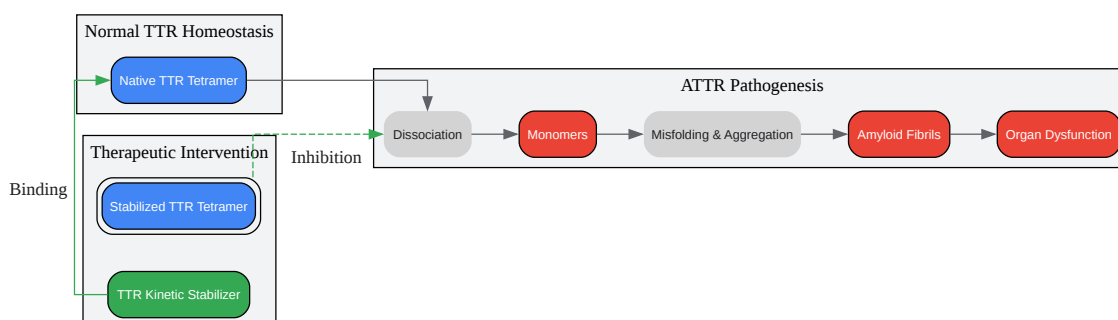 Normal TTR Homeostasis
Native TTR Tetramer
ATTR Pathogenesis
Dissociation
Monomers
Misfolding & Aggregation
Amyloid Fibrils
Organ Dysfunction
Therapeutic Intervention
Inhibition
Binding
Stabilized TTR Tetramer
TTR Kinetic Stabilizer